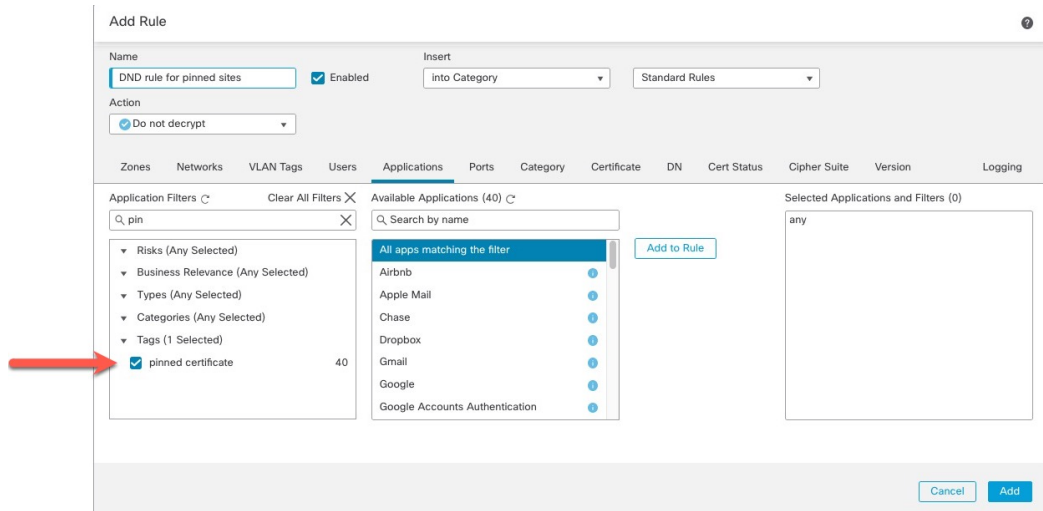 Add Rule
Name
Insert
DND rule for pinned sites
Enabled
into Category
Standard Rules
Action
Do not decrypt
Zones Networks VLAN Tags Users Applications Ports Category Certificate DN Cert Status Cipher Suite Version Logging
Application Filters
Clear All Filters
Available Applications (40)
Selected Applications and Filters (0)
pin
Search by name
any
Risks (Any Selected)
Business Relevance (Any Selected)
Types (Any Selected)
Categories (Any Selected)
Tags (1 Selected)
pinned certificate 40
All apps matching the filter
Airbnb
Apple Mail
Chase
Dropbox
Gmail
Google
Google Accounts Authentication
Add to Rule
Cancel
Add